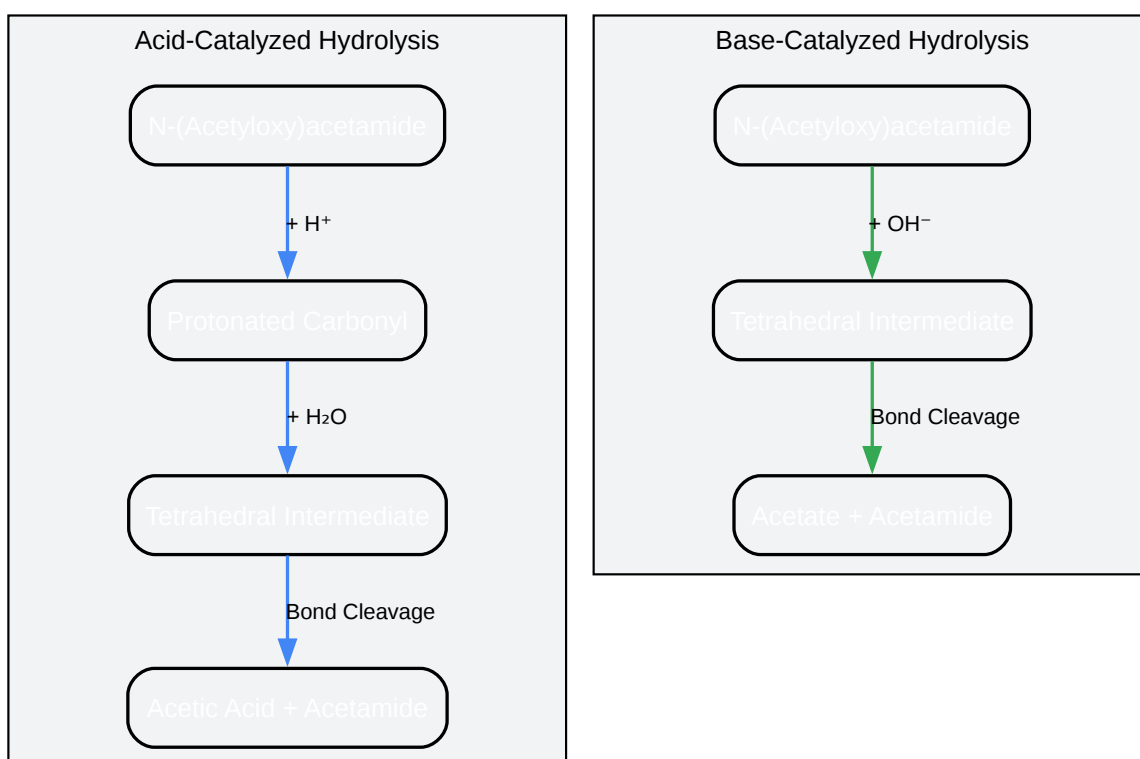 Acid-Catalyzed Hydrolysis
N-(Acetyloxy)acetamide
+ H⁺
Protonated Carbonyl
+ H₂O
Tetrahedral Intermediate
Bond Cleavage
Acetic Acid + Acetamide
Base-Catalyzed Hydrolysis
N-(Acetyloxy)acetamide
+ OH⁻
Tetrahedral Intermediate
Bond Cleavage
Acetate + Acetamide